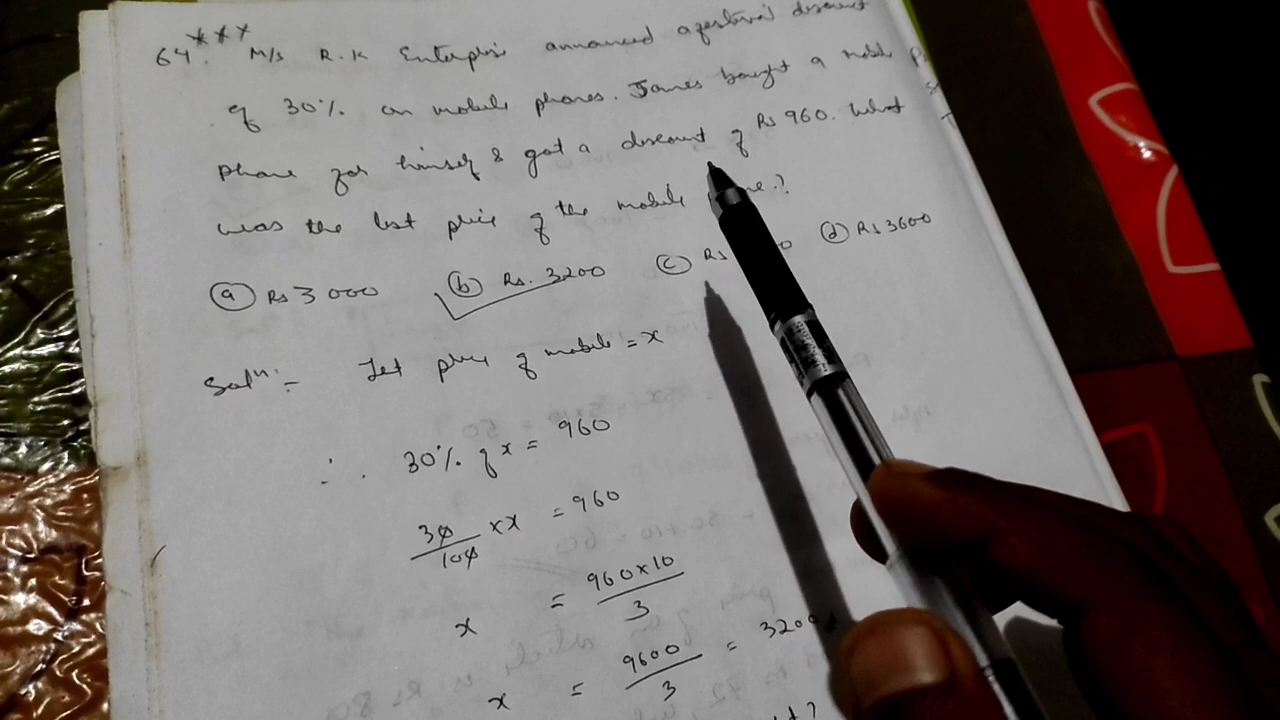 64.*** M/s R.K Enterprise announced a festival discount
of 30% on mobile phones. James bought a mobile
phone for himself & got a discount of Rs 960. What
was the list price of the mobile
(a) Rs 3000 (b) Rs. 3200 (c) Rs (d) Rs 3600
Solⁿ:- Let price of mobile = x
∴ 30% of x = 960
30/100 × x = 960
x = 960×10/3
x = 9600/3 = 3200